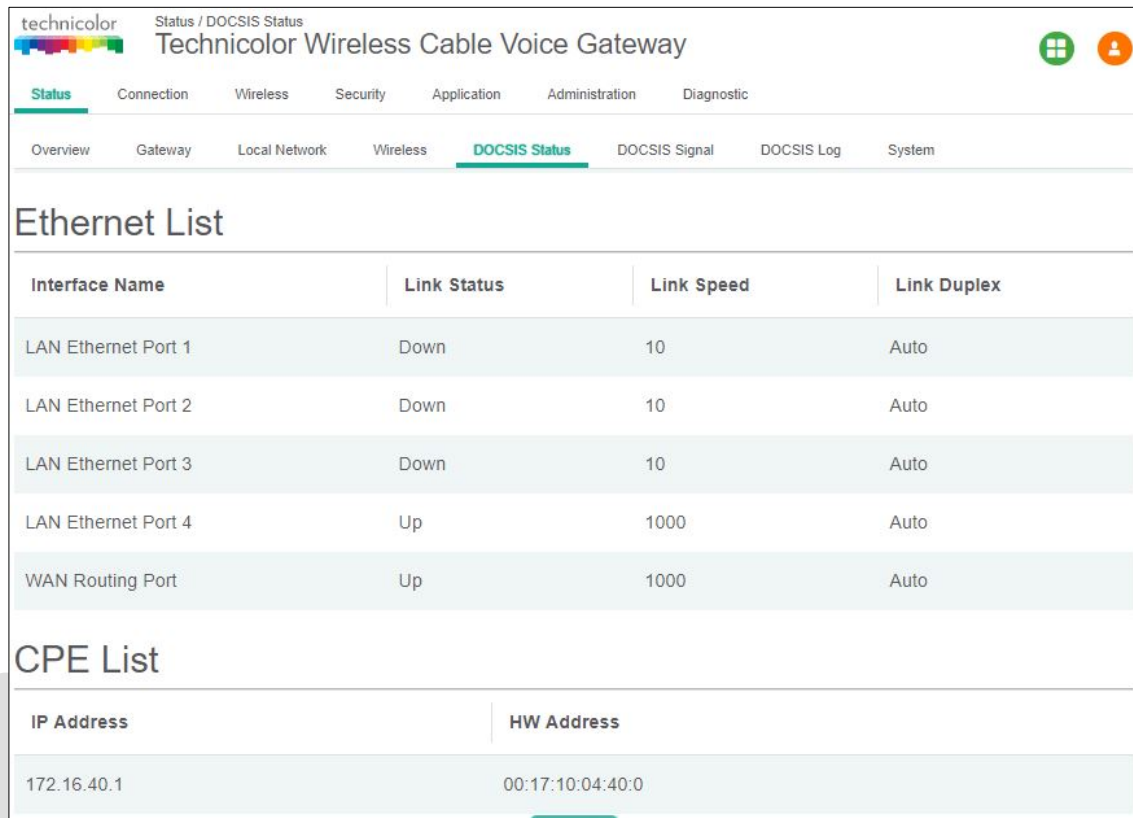 technicolor
Status / DOCSIS Status
Technicolor Wireless Cable Voice Gateway
Status Connection Wireless Security Application Administration Diagnostic
Overview Gateway Local Network Wireless DOCSIS Status DOCSIS Signal DOCSIS Log System
Ethernet List
Interface Name Link Status Link Speed Link Duplex
LAN Ethernet Port 1 Down 10 Auto
LAN Ethernet Port 2 Down 10 Auto
LAN Ethernet Port 3 Down 10 Auto
LAN Ethernet Port 4 Up 1000 Auto
WAN Routing Port Up 1000 Auto
CPE List
IP Address HW Address
172.16.40.1 00:17:10:04:40:0